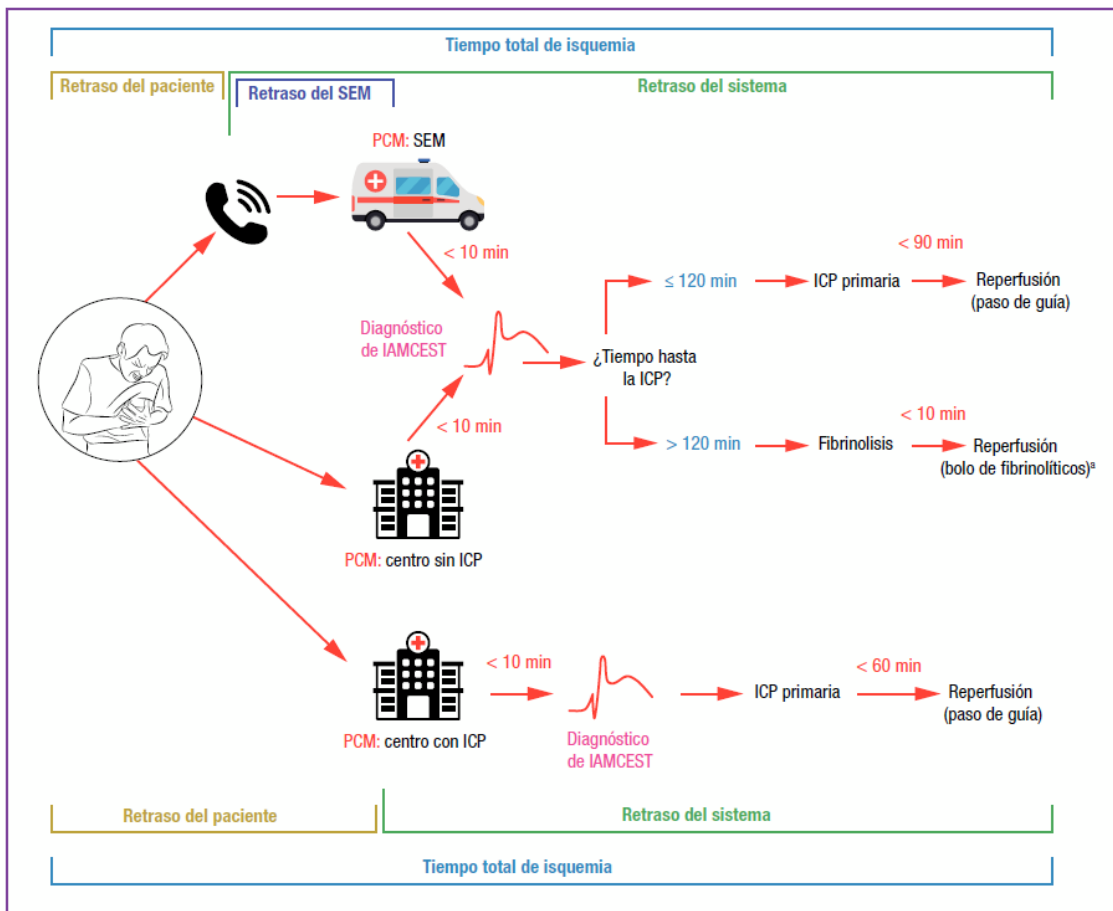 Tiempo total de isquemia
Retraso del paciente
Retraso del SEM
Retraso del sistema
PCM: SEM
< 10 min
Diagnóstico
de IAMCEST
< 10 min
¿Tiempo hasta
la ICP?
≤ 120 min
ICP primaria
< 90 min
Reperfusión
(paso de guía)
> 120 min
Fibrinolisis
< 10 min
Reperfusión
(bolo de fibrinolíticos)ª
PCM: centro sin ICP
PCM: centro con ICP
< 10 min
Diagnóstico
de IAMCEST
ICP primaria
< 60 min
Reperfusión
(paso de guía)
Retraso del paciente
Retraso del sistema
Tiempo total de isquemia